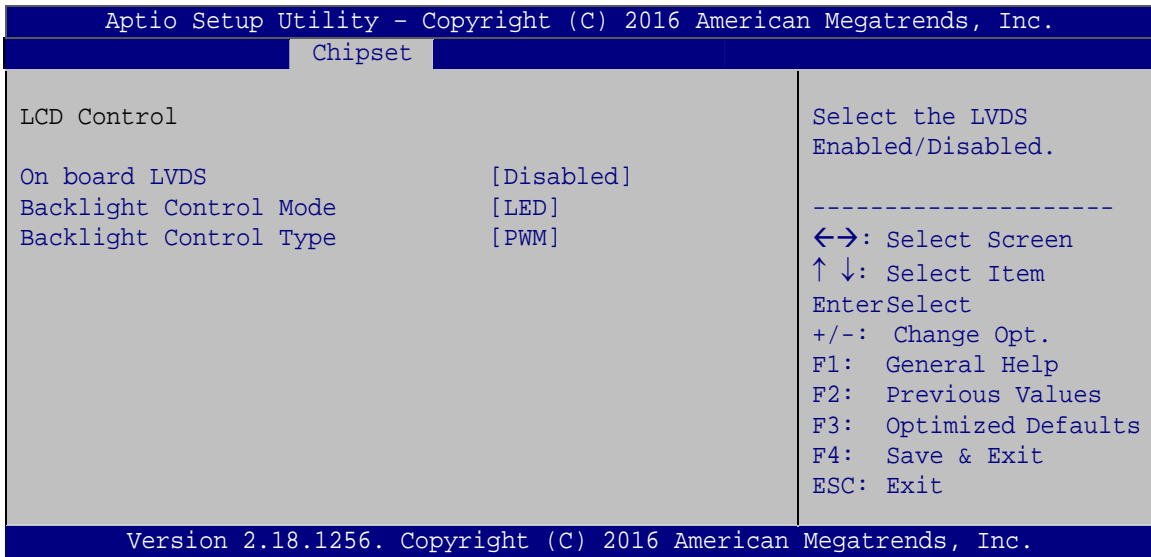 Aptio Setup Utility – Copyright (C) 2016 American Megatrends, Inc.
Chipset
LCD Control
On board LVDS [Disabled]
Backlight Control Mode [LED]
Backlight Control Type [PWM]
Select the LVDS
Enabled/Disabled.
---------------------
←→: Select Screen
↑ ↓: Select Item
EnterSelect
+/-: Change Opt.
F1: General Help
F2: Previous Values
F3: Optimized Defaults
F4: Save & Exit
ESC: Exit
Version 2.18.1256. Copyright (C) 2016 American Megatrends, Inc.